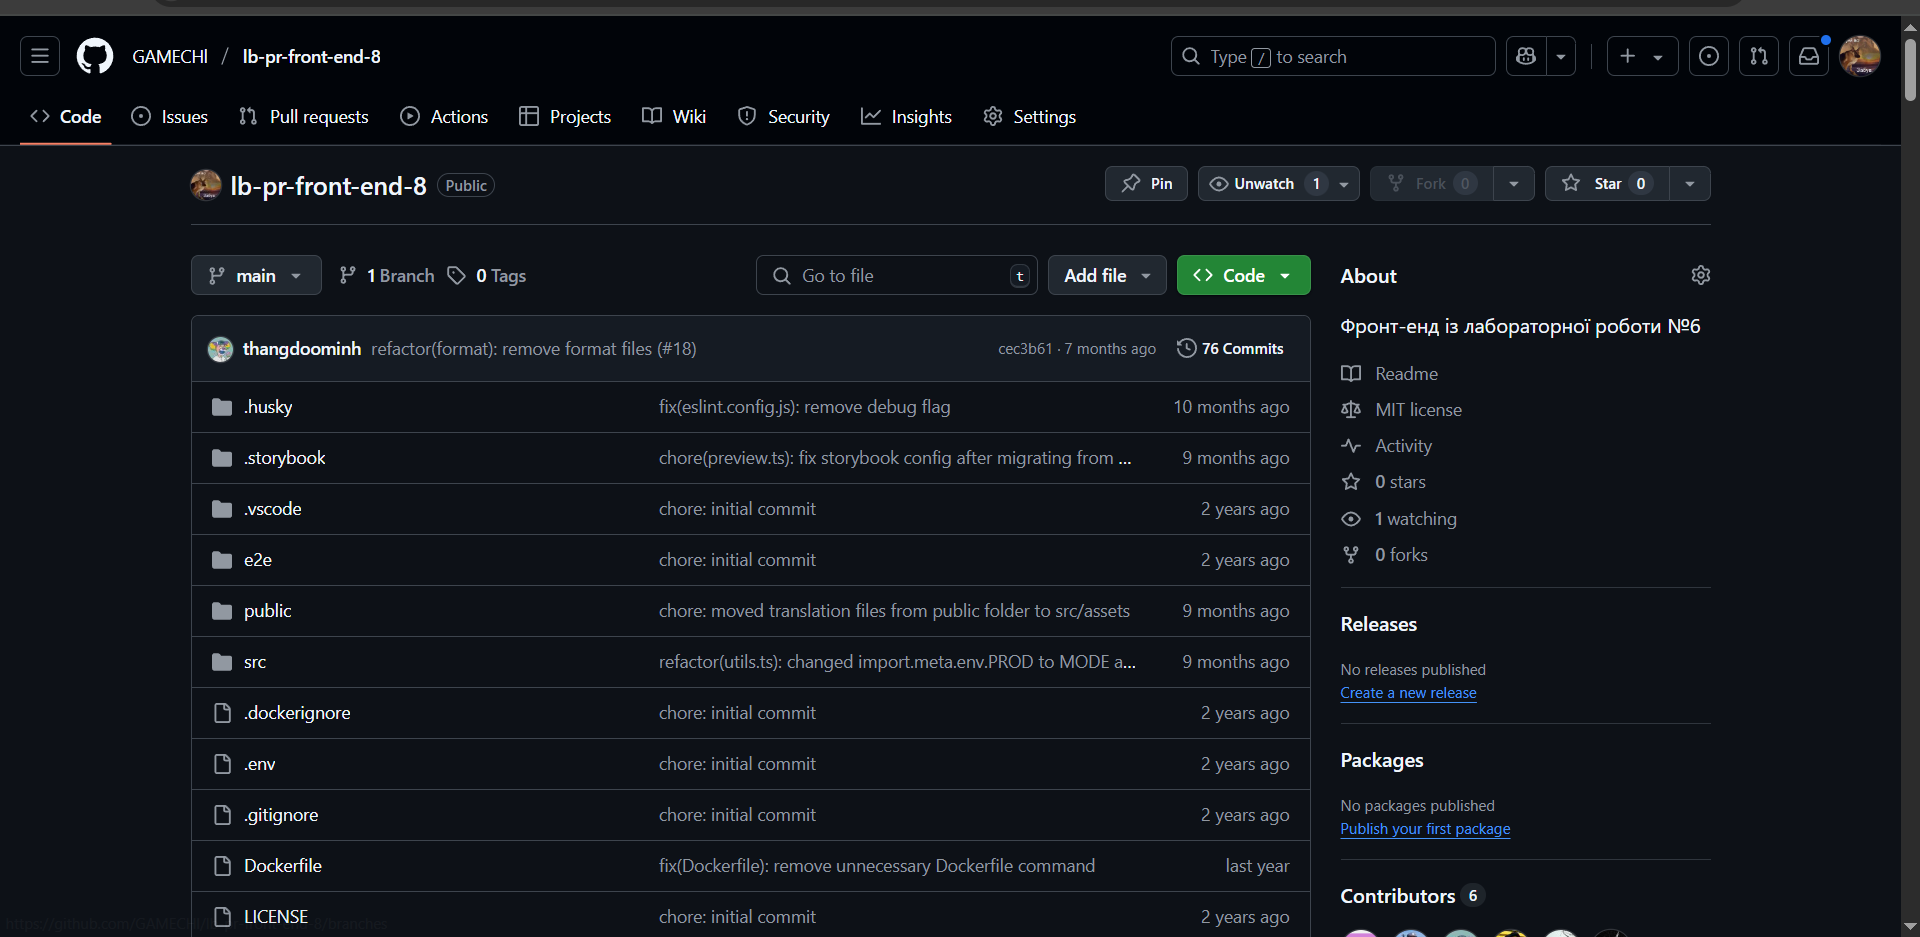 GAMECHI / lb-pr-front-end-8
Type / to search
Code Issues Pull requests Actions Projects Wiki Security Insights Settings
lb-pr-front-end-8 Public
Pin Unwatch 1 Fork 0 Star 0
main 1 Branch 0 Tags
Go to file t Add file Code
thangdoominh refactor(format): remove format files (#18) cec3b61 · 7 months ago 76 Commits
.husky fix(eslint.config.js): remove debug flag 10 months ago
.storybook chore(preview.ts): fix storybook config after migrating from ... 9 months ago
.vscode chore: initial commit 2 years ago
e2e chore: initial commit 2 years ago
public chore: moved translation files from public folder to src/assets 9 months ago
src refactor(utils.ts): changed import.meta.env.PROD to MODE a... 9 months ago
.dockerignore chore: initial commit 2 years ago
.env chore: initial commit 2 years ago
.gitignore chore: initial commit 2 years ago
Dockerfile fix(Dockerfile): remove unnecessary Dockerfile command last year
LICENSE chore: initial commit 2 years ago
About
Фронт-енд із лабораторної роботи №6
Readme
MIT license
Activity
0 stars
1 watching
0 forks
Releases
No releases published
Create a new release
Packages
No packages published
Publish your first package
Contributors 6